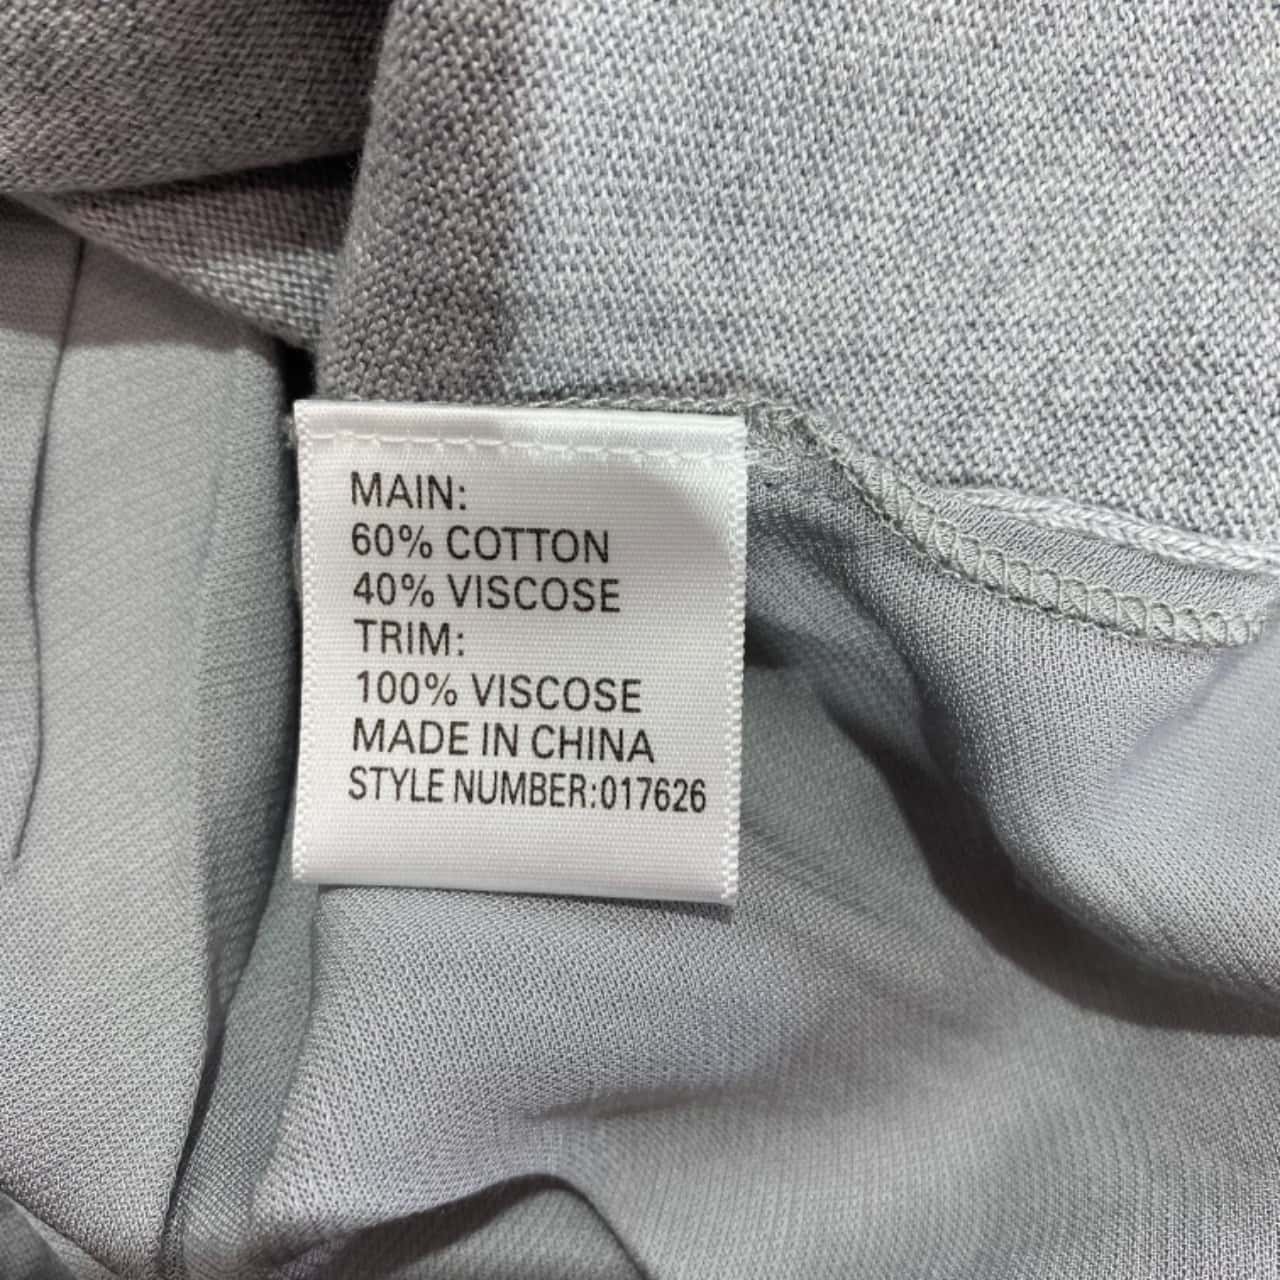 MAIN:
60% COTTON
40% VISCOSE
TRIM:
100% VISCOSE
MADE IN CHINA
STYLE NUMBER:017626